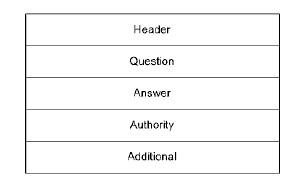 Header
Question
Answer
Authority
Additional